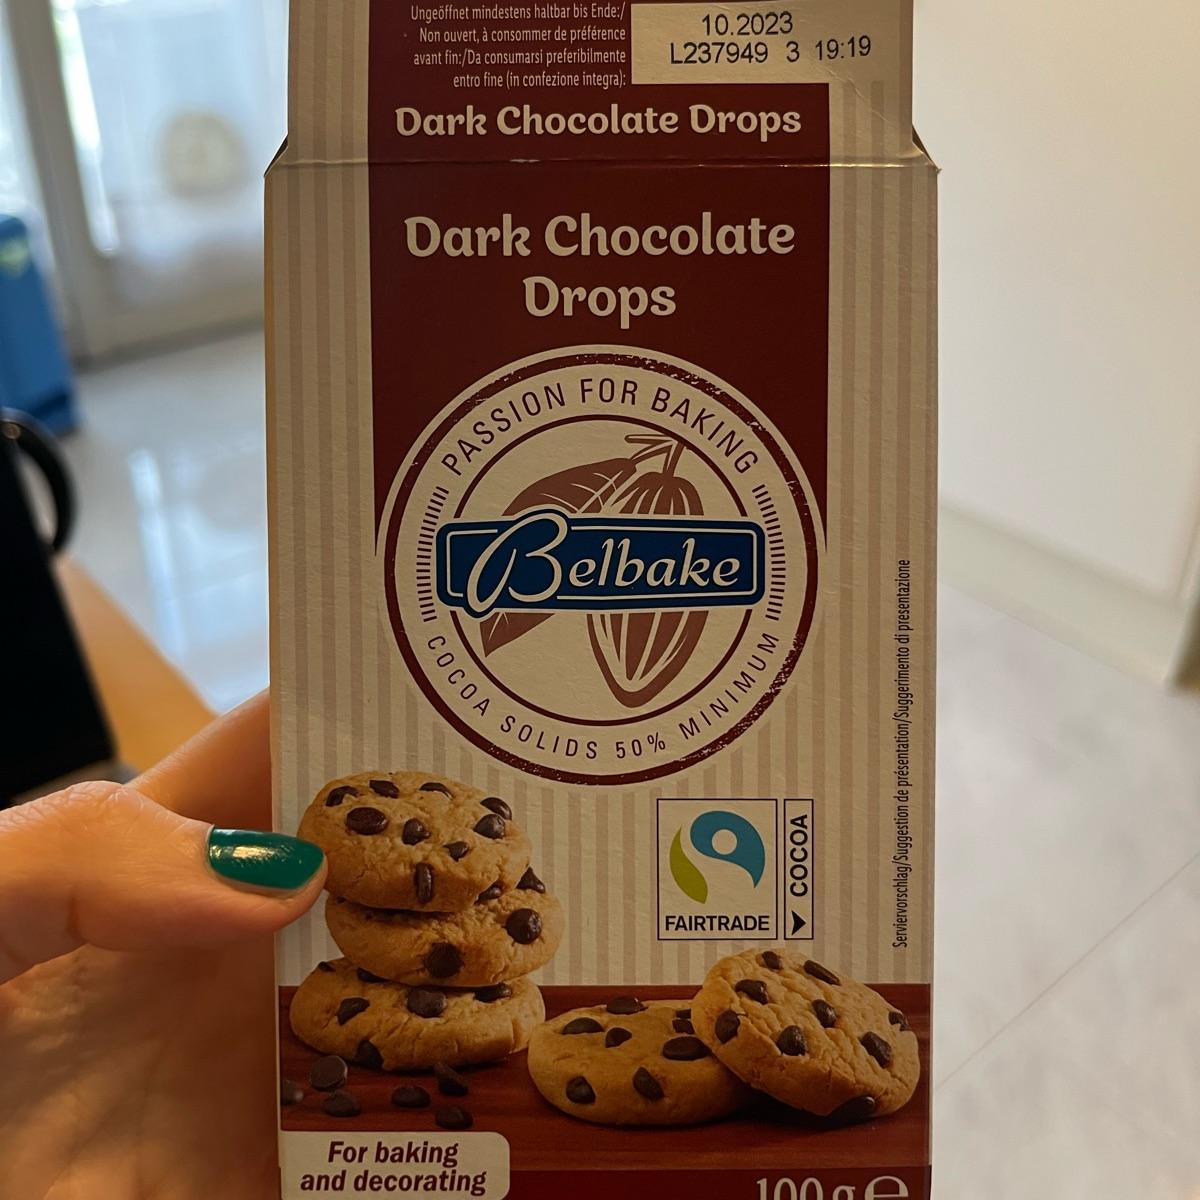 Ungeöffnet mindestens haltbar bis Ende:/
Non ouvert, à consommer de préférence
avant fin:/Da consumarsi preferibilmente
entro fine (in confezione integra):
10.2023
L237949 3 19:19
Dark Chocolate Drops
Dark Chocolate
Drops
PASSION FOR BAKING
Belbake
COCOA SOLIDS 50% MINIMUM
FAIRTRADE
COCOA
Serviervorschlag/Suggestion de présentation/Suggerimento di presentazione
For baking
and decorating
100 g e